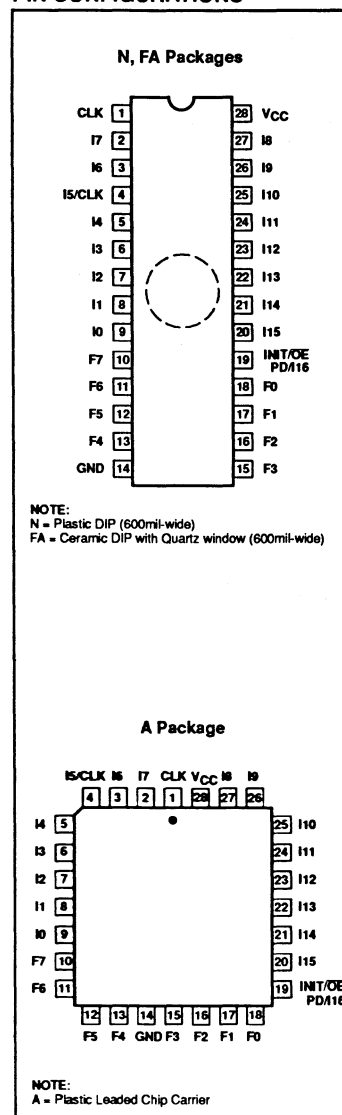 PIN CONFIGURATIONS
N, FA Packages
CLK 1 28 VCC
I7 2 27 I8
I6 3 26 I9
I5/CLK 4 25 I10
I4 5 24 I11
I3 6 23 I12
I2 7 22 I13
I1 8 21 I14
I0 9 20 I15
F7 10 19 INIT/OE PD/I16
F6 11 18 F0
F5 12 17 F1
F4 13 16 F2
GND 14 15 F3
NOTE:
N = Plastic DIP (600mil-wide)
FA = Ceramic DIP with Quartz window (600mil-wide)
A Package
I5/CLK I6 I7 CLK VCC I8 I9
4 3 2 1 28 27 26
I4 5 25 I10
I3 6 24 I11
I2 7 23 I12
I1 8 22 I13
I0 9 21 I14
F7 10 20 I15
F6 11 19 INIT/OE PD/I16
12 13 14 15 16 17 18
F5 F4 GND F3 F2 F1 F0
NOTE:
A = Plastic Leaded Chip Carrier